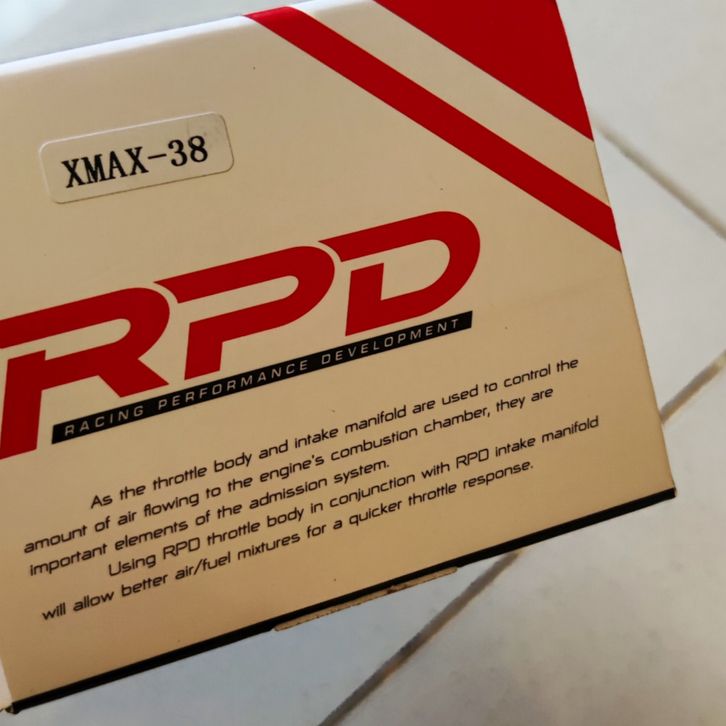 XMAX-38
RPD
RACING PERFORMANCE DEVELOPMENT
As the throttle body and intake manifold are used to control the
amount of air flowing to the engine's combustion chamber, they are
important elements of the admission system.
Using RPD throttle body in conjunction with RPD intake manifold
will allow better air/fuel mixtures for a quicker throttle response.